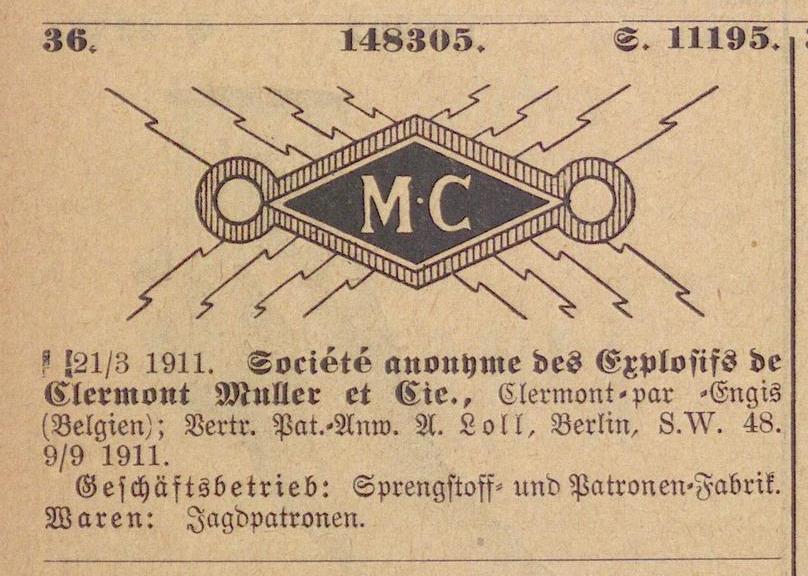 36.
148305.
S. 11195.
M·C
21/3 1911. Société anonyme des Explosifs de
Clermont Muller et Cie., Clermont-par-Engis
(Belgien); Vertr. Pat.-Anw. A. Loll, Berlin, S.W. 48.
9/9 1911.
Geschäftsbetrieb: Sprengstoff- und Patronen-Fabrik.
Waren: Jagdpatronen.